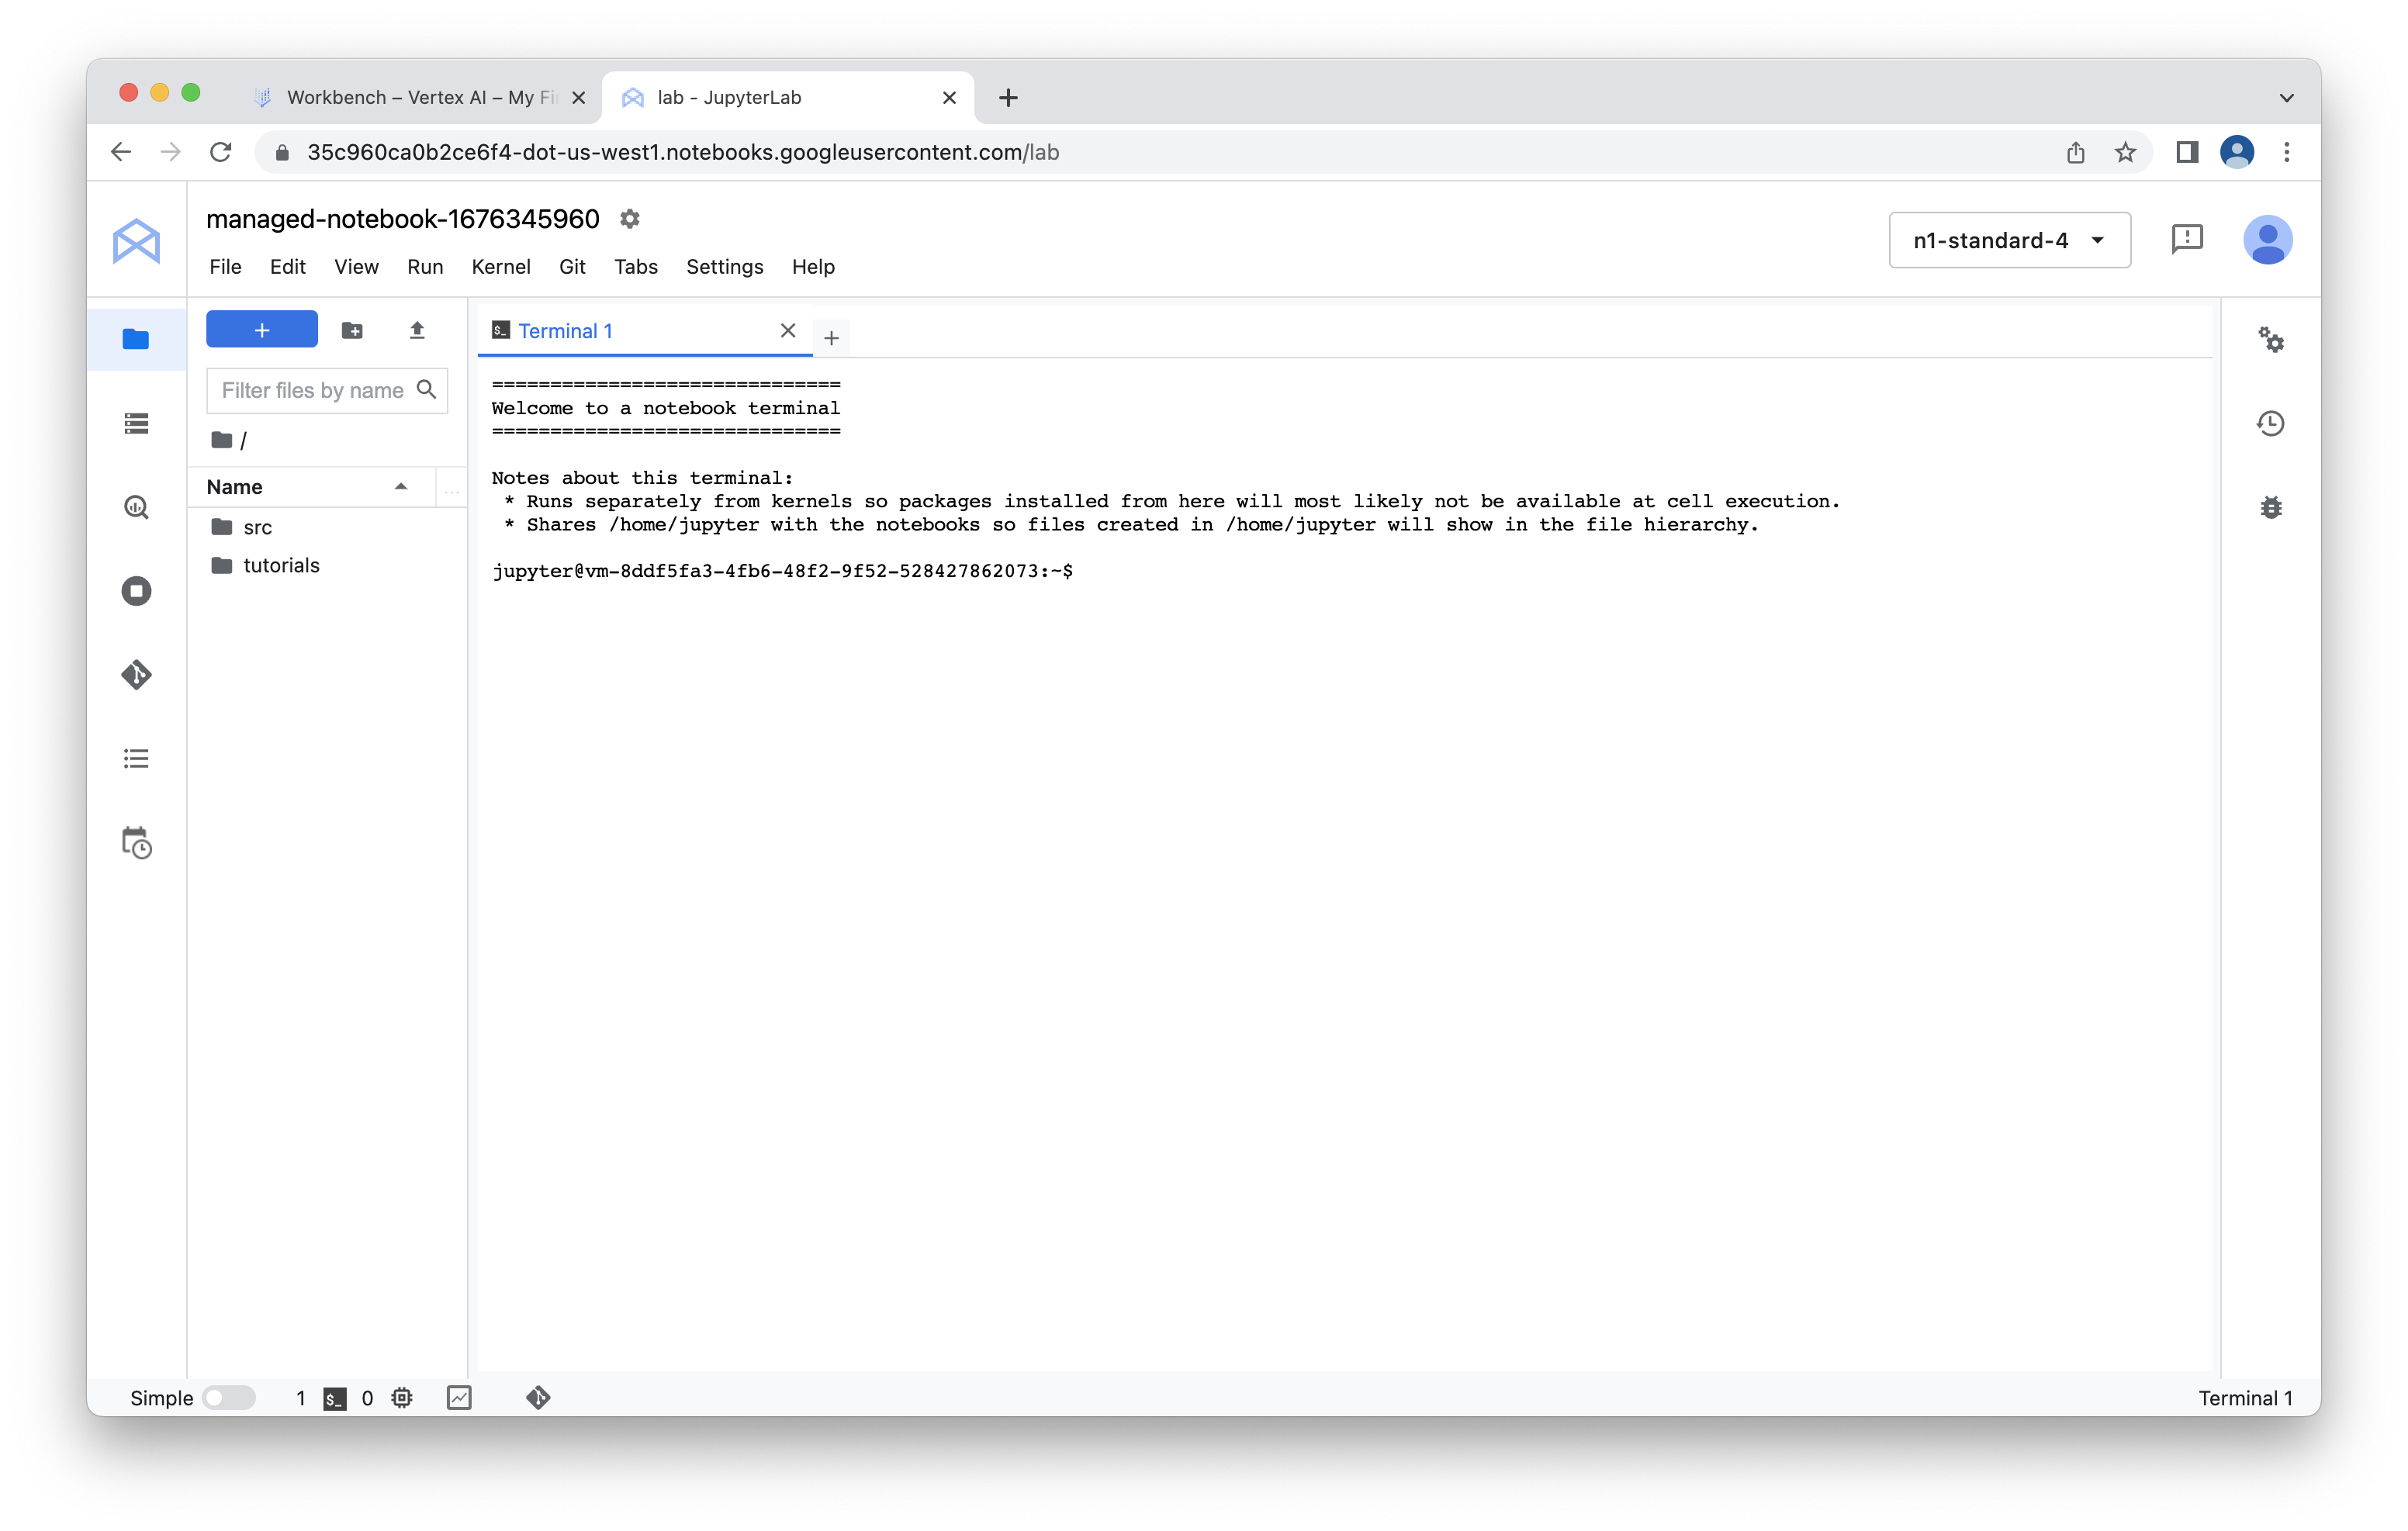 Workbench – Vertex AI – My Fi
lab - JupyterLab
35c960ca0b2ce6f4-dot-us-west1.notebooks.googleusercontent.com/lab
managed-notebook-1676345960
File Edit View Run Kernel Git Tabs Settings Help
n1-standard-4
Terminal 1
Filter files by name
/
Name
...
src
tutorials
==============================
Welcome to a notebook terminal
==============================
Notes about this terminal:
* Runs separately from kernels so packages installed from here will most likely not be available at cell execution.
* Shares /home/jupyter with the notebooks so files created in /home/jupyter will show in the file hierarchy.
jupyter@vm-8ddf5fa3-4fb6-48f2-9f52-528427862073:~$
Simple 1 $_ 0
Terminal 1